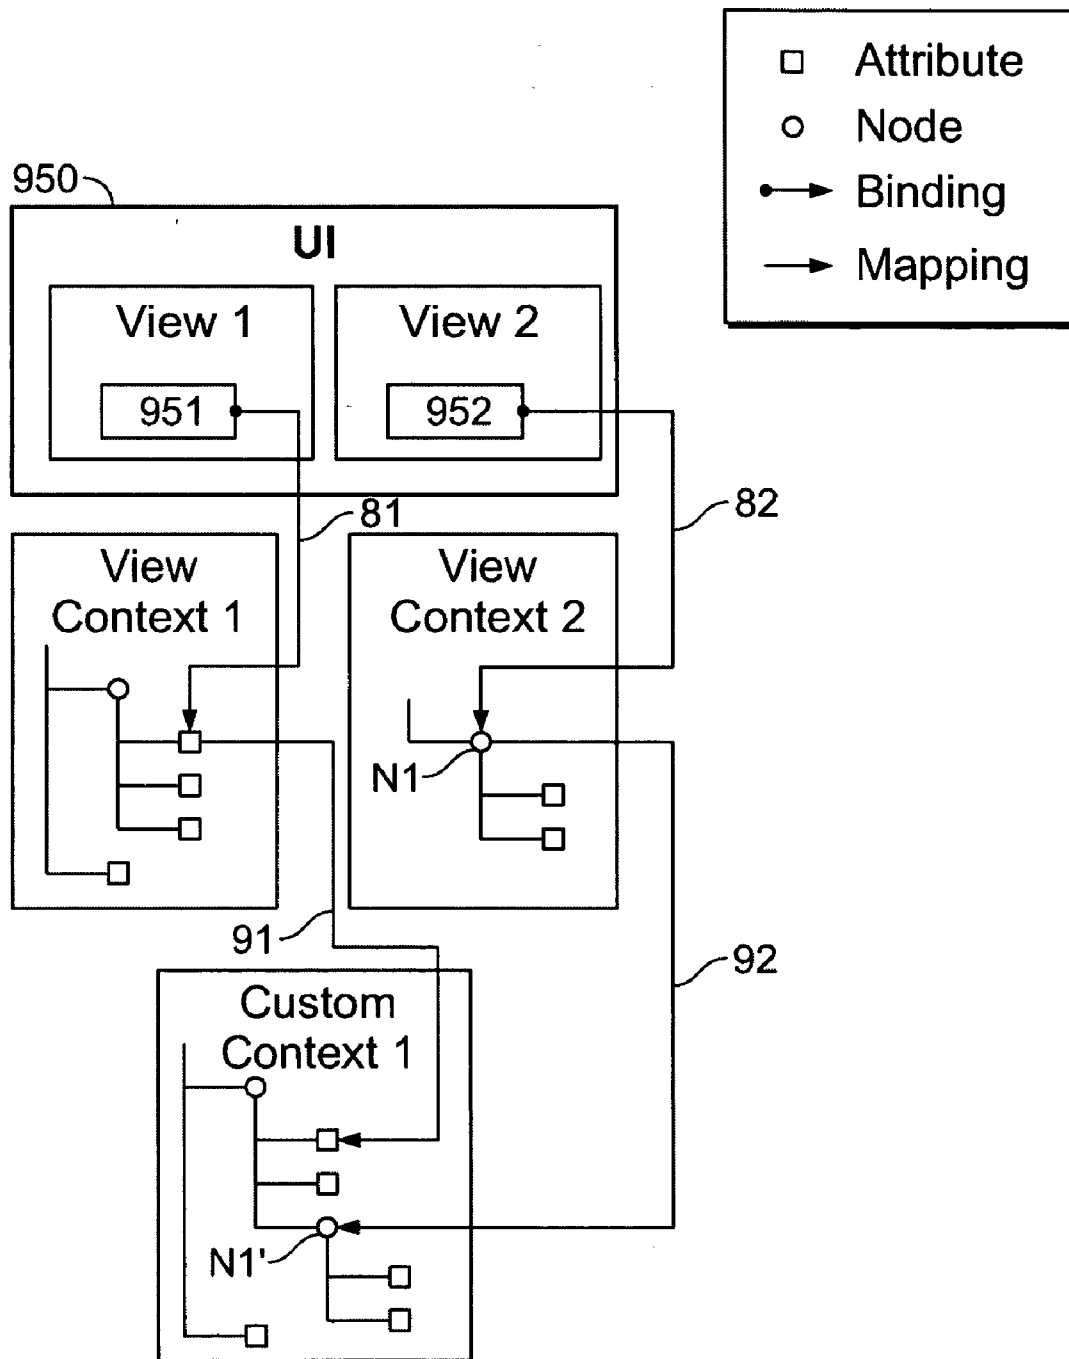 Attribute
Node
Binding
Mapping
950
UI
View 1
View 2
951
952
81
82
View
Context 1
View
Context 2
N1
91
92
Custom
Context 1
N1'